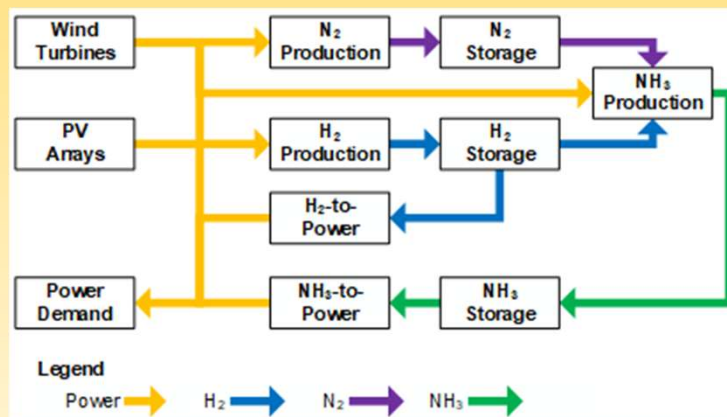 Wind
Turbines
N₂
Production
N₂
Storage
NH₃
Production
PV
Arrays
H₂
Production
H₂
Storage
H₂-to-
Power
Power
Demand
NH₃-to-
Power
NH₃
Storage
Legend
Power H₂ N₂ NH₃